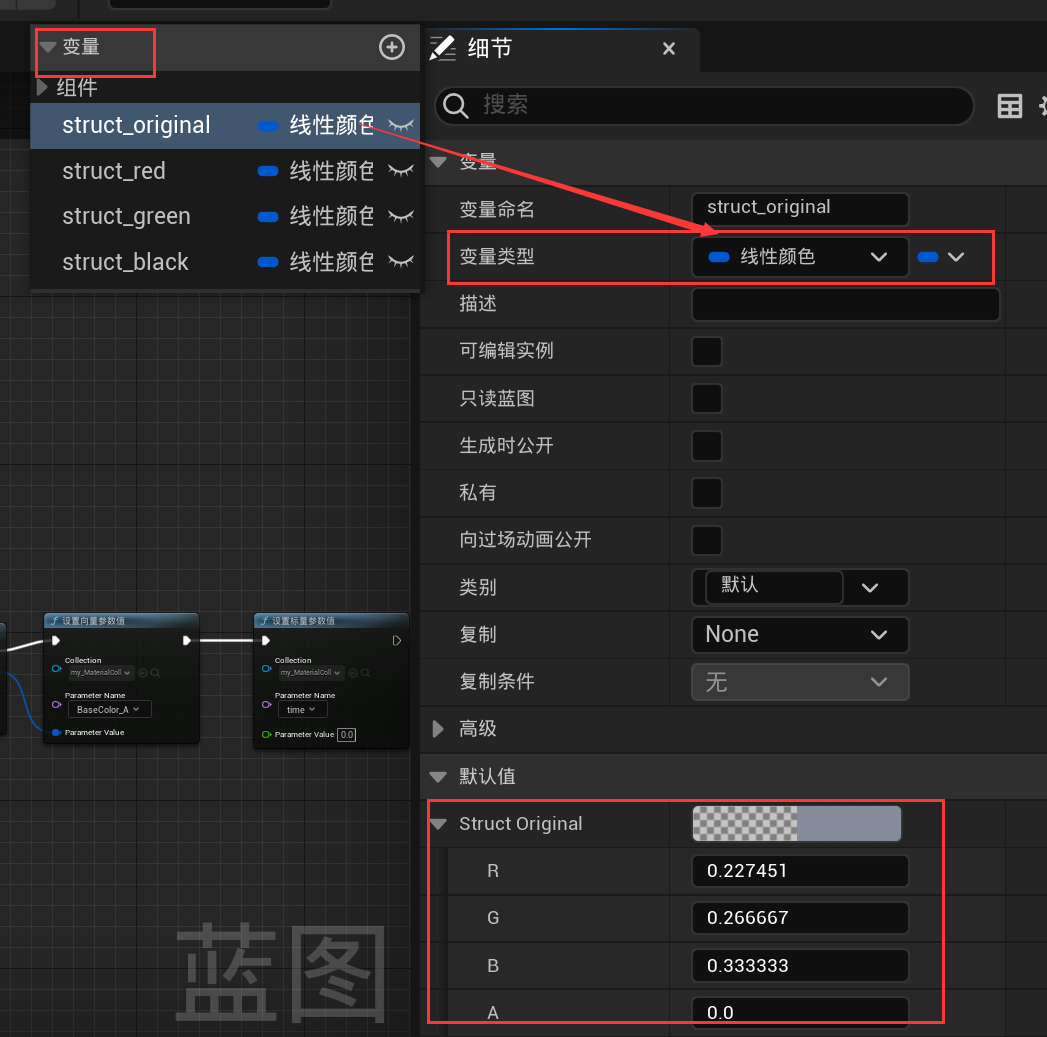 变量
组件
struct_original 线性颜色
struct_red 线性颜色
struct_green 线性颜色
struct_black 线性颜色
设置向量参数值
Collection
my_MaterialColl
Parameter Name
BaseColor_A
Parameter Value
设置标量参数值
Collection
my_MaterialColl
Parameter Name
time
Parameter Value 0.0
蓝图
细节
搜索
变量
变量命名 struct_original
变量类型 线性颜色
描述
可编辑实例
只读蓝图
生成时公开
私有
向过场动画公开
类别 默认
复制 None
复制条件 无
高级
默认值
Struct Original
R 0.227451
G 0.266667
B 0.333333
A 0.0